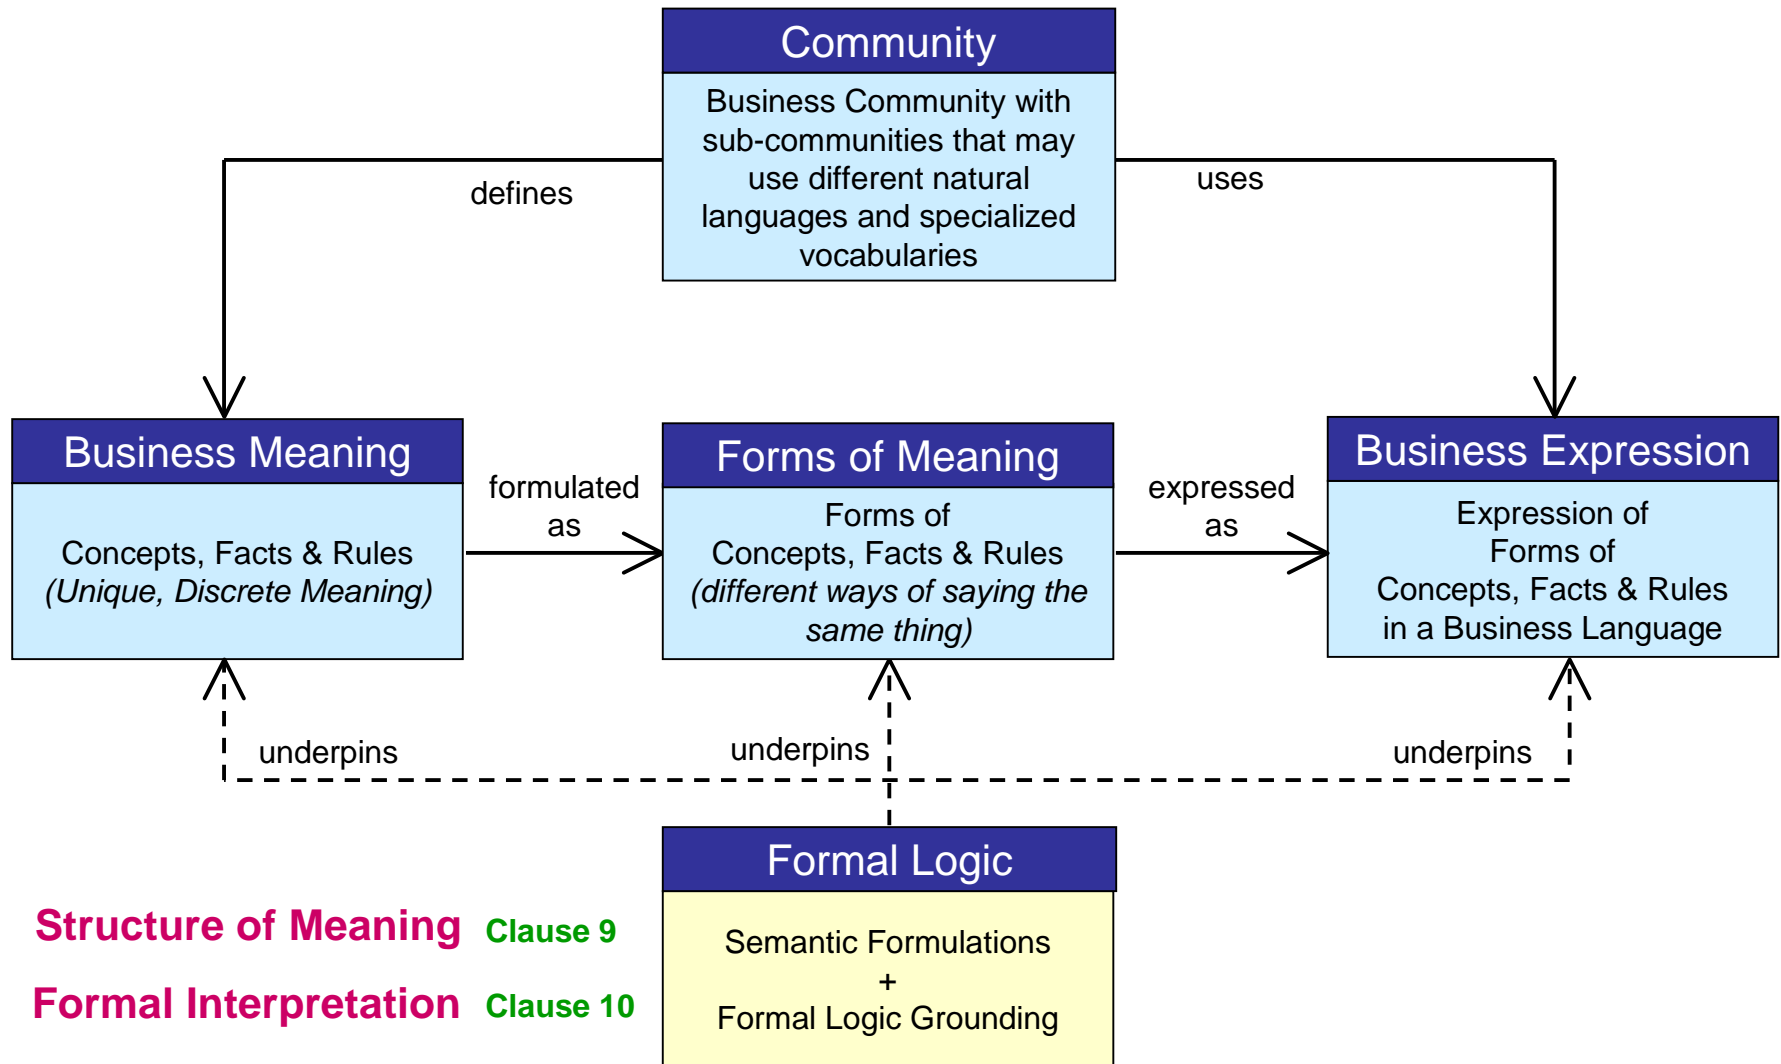 Community
Business Community with
sub-communities that may
use different natural
languages and specialized
vocabularies
defines
uses
Business Meaning
Concepts, Facts & Rules
(Unique, Discrete Meaning)
formulated
as
Forms of Meaning
Forms of
Concepts, Facts & Rules
(different ways of saying the
same thing)
expressed
as
Business Expression
Expression of
Forms of
Concepts, Facts & Rules
in a Business Language
underpins
underpins
underpins
Formal Logic
Semantic Formulations
+
Formal Logic Grounding
Structure of Meaning Clause 9
Formal Interpretation Clause 10